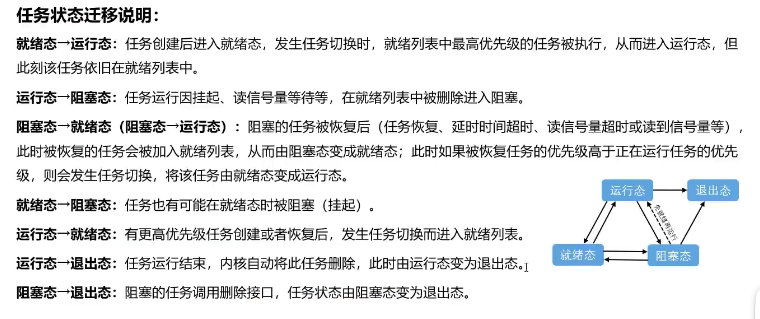 任务状态迁移说明：
就绪态→运行态：任务创建后进入就绪态，发生任务切换时，就绪列表中最高优先级的任务被执行，从而进入运行态，但
此刻该任务依旧在就绪列表中。
运行态→阻塞态：任务运行因挂起、读信号量等待等，在就绪列表中被删除进入阻塞。
阻塞态→就绪态（阻塞态→运行态）：阻塞的任务被恢复后（任务恢复、延时时间超时、读信号量超时或读到信号量等），
此时被恢复的任务会被加入就绪列表，从而由阻塞态变成就绪态；此时如果被恢复任务的优先级高于正在运行任务的优先
级，则会发生任务切换，将该任务由就绪态变成运行态。
就绪态→阻塞态：任务也有可能在就绪态时被阻塞（挂起）。
运行态→就绪态：有更高优先级任务创建或者恢复后，发生任务切换而进入就绪列表。
运行态→退出态：任务运行结束，内核自动将此任务删除，此时由运行态变为退出态。
阻塞态→退出态：阻塞的任务调用删除接口，任务状态由阻塞态变为退出态。
运行态
退出态
先就绪再运行
就绪态
阻塞态